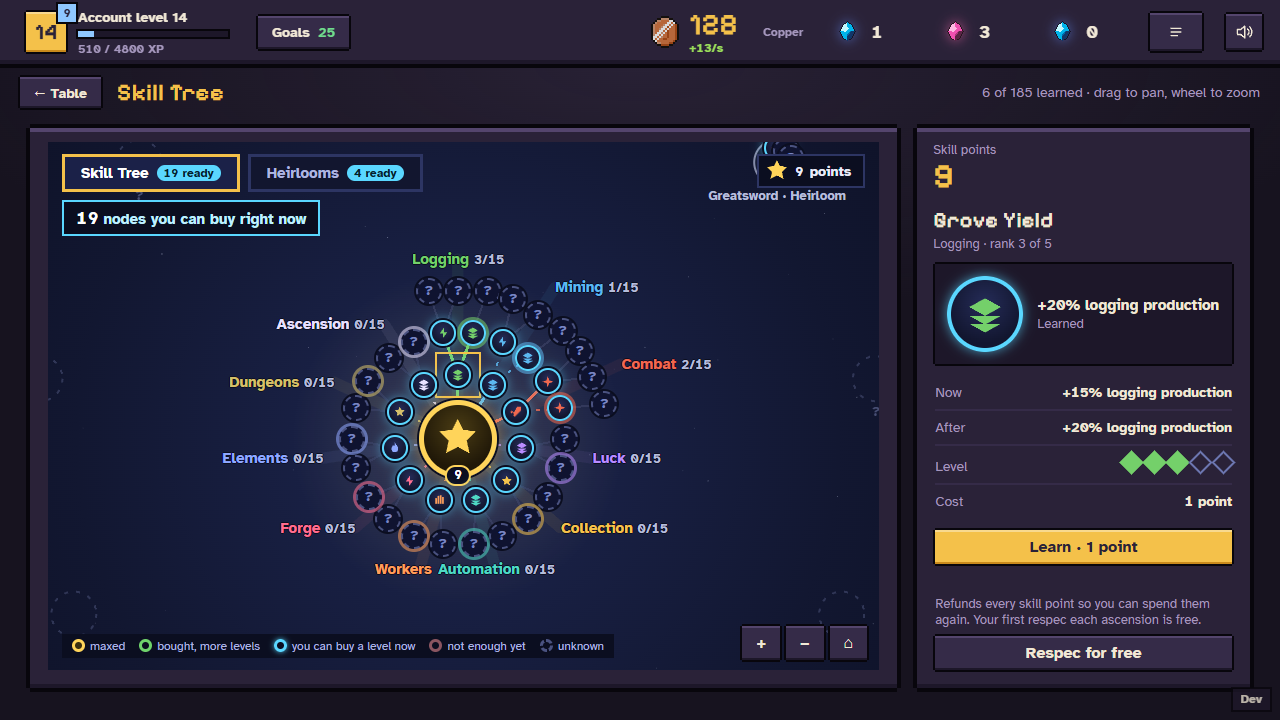 14
9
Account level 14
510 / 4800 XP
Goals 25
128
+13/s
Copper
1
3
0
← Table
Skill Tree
6 of 185 learned · drag to pan, wheel to zoom
Skill Tree 19 ready
Heirlooms 4 ready
9 points
Greatsword · Heirloom
19 nodes you can buy right now
Logging 3/15
Mining 1/15
Ascension 0/15
Combat 2/15
Dungeons 0/15
Elements 0/15
Luck 0/15
9
Forge 0/15
Collection 0/15
Workers
Automation 0/15
maxed
bought, more levels
you can buy a level now
not enough yet
unknown
+
−
Skill points
9
Grove Yield
Logging · rank 3 of 5
+20% logging production
Learned
Now +15% logging production
After +20% logging production
Level
Cost 1 point
Learn · 1 point
Refunds every skill point so you can spend them
again. Your first respec each ascension is free.
Respec for free
Dev